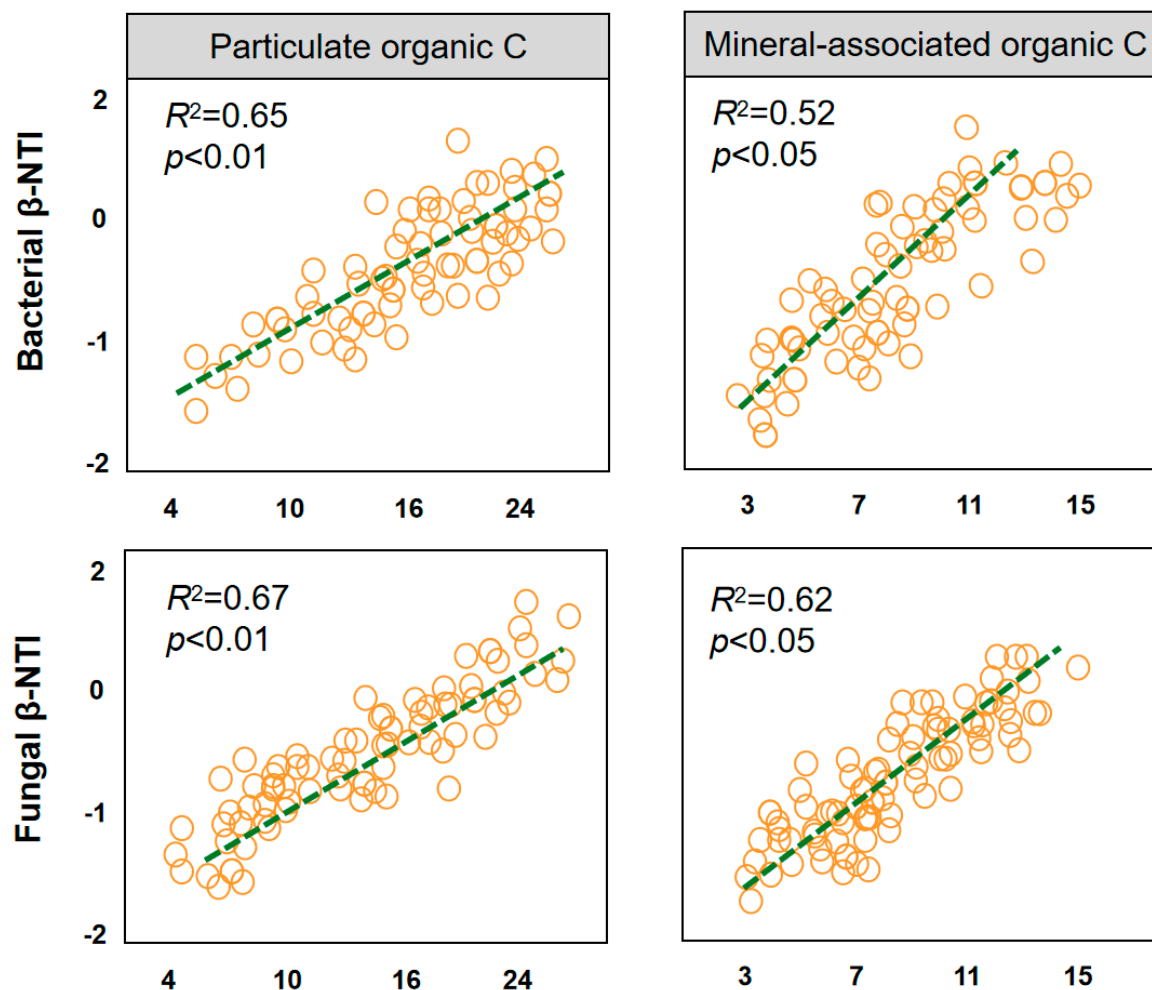 Particulate organic C
Mineral-associated organic C
Bacterial β-NTI
2
0
-1
-2
R²=0.65
p<0.01
4 10 16 24
R²=0.52
p<0.05
3 7 11 15
Fungal β-NTI
2
0
-1
-2
R²=0.67
p<0.01
4 10 16 24
R²=0.62
p<0.05
3 7 11 15